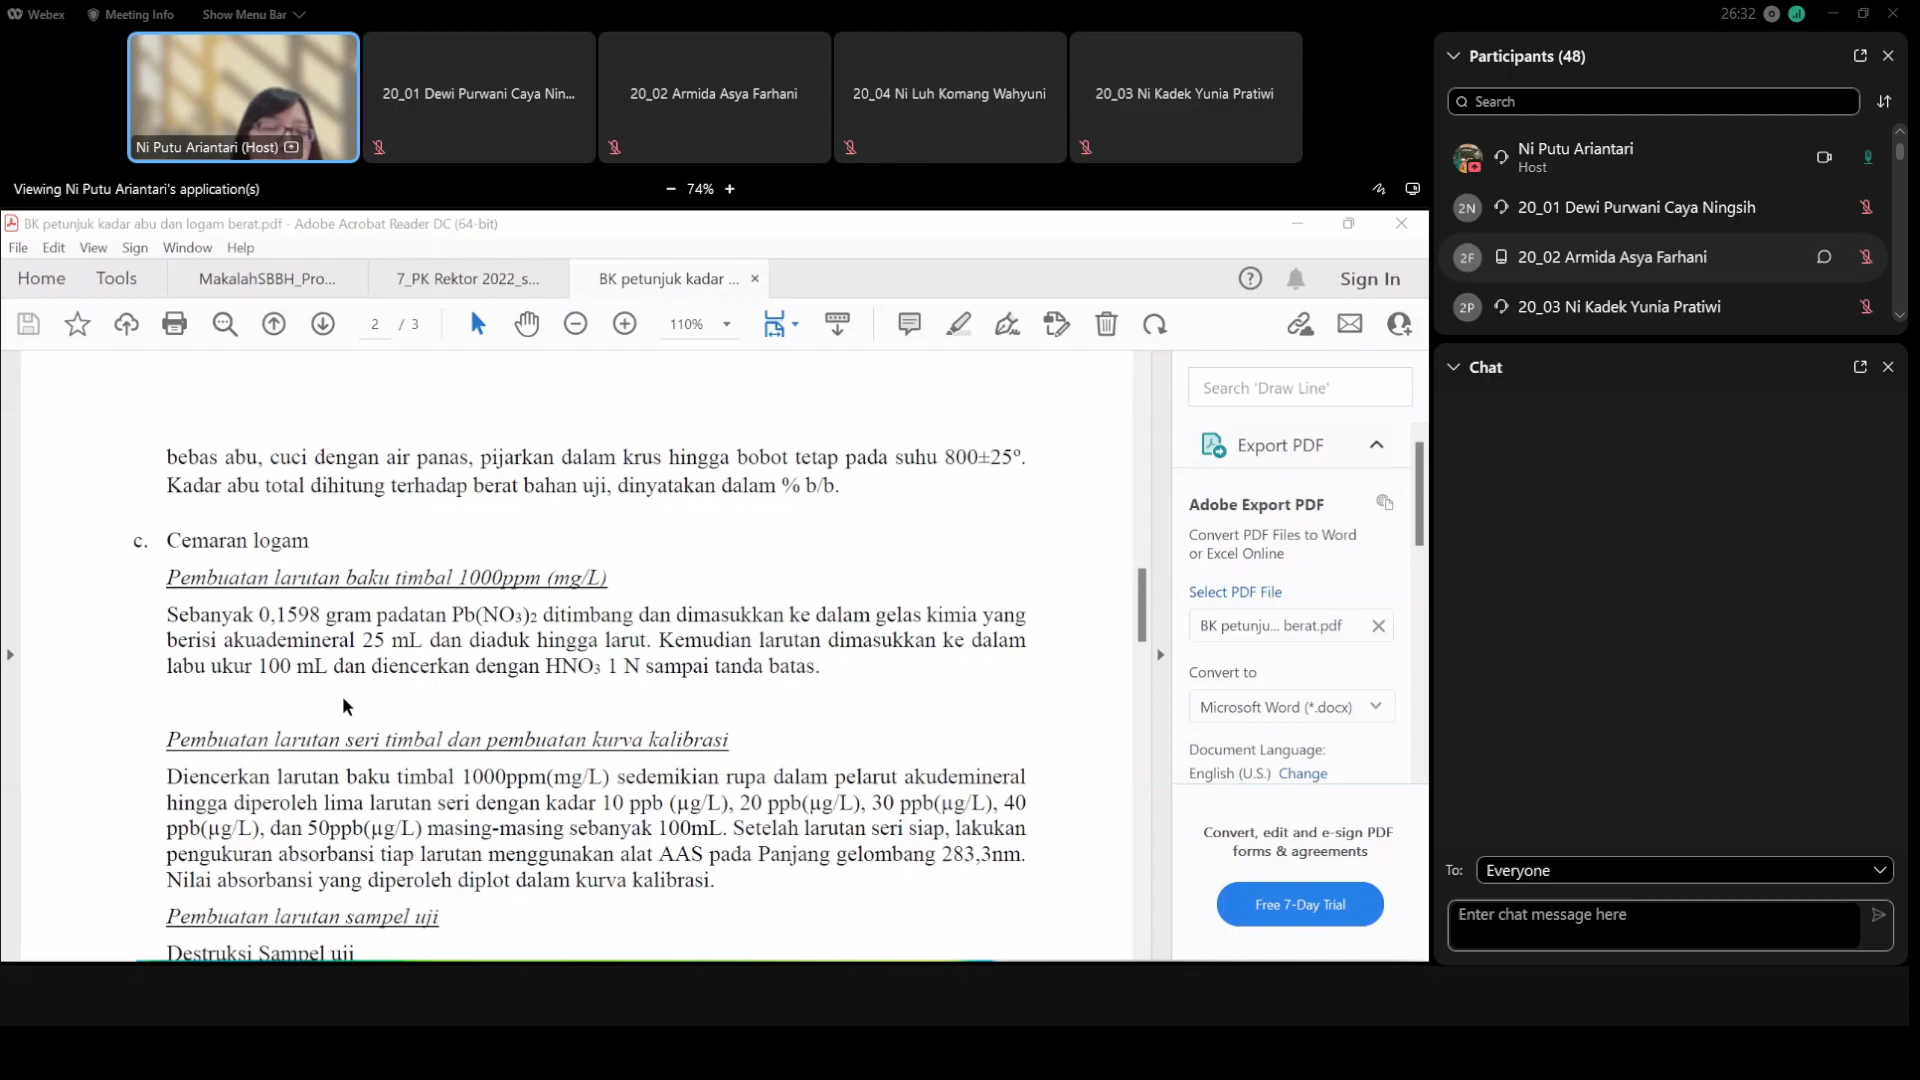 Webex
Meeting Info
Show Menu Bar
26:32
Ni Putu Ariantari (Host)
20_01 Dewi Purwani Caya Nin...
20_02 Armida Asya Farhani
20_04 Ni Luh Komang Wahyuni
20_03 Ni Kadek Yunia Pratiwi
Viewing Ni Putu Ariantari's application(s)
− 74% +
BK petunjuk kadar abu dan logam berat.pdf - Adobe Acrobat Reader DC (64-bit)
File Edit View Sign Window Help
Home Tools
MakalahSBBH_Pro...
7_PK Rektor 2022_s...
BK petunjuk kadar ... ×
Sign In
2 / 3
110%
bebas abu, cuci dengan air panas, pijarkan dalam krus hingga bobot tetap pada suhu 800±25°.
Kadar abu total dihitung terhadap berat bahan uji, dinyatakan dalam % b/b.
c. Cemaran logam
Pembuatan larutan baku timbal 1000ppm (mg/L)
Sebanyak 0,1598 gram padatan Pb(NO₃)₂ ditimbang dan dimasukkan ke dalam gelas kimia yang
berisi akuademineral 25 mL dan diaduk hingga larut. Kemudian larutan dimasukkan ke dalam
labu ukur 100 mL dan diencerkan dengan HNO₃ 1 N sampai tanda batas.
Pembuatan larutan seri timbal dan pembuatan kurva kalibrasi
Diencerkan larutan baku timbal 1000ppm(mg/L) sedemikian rupa dalam pelarut akudemineral
hingga diperoleh lima larutan seri dengan kadar 10 ppb (µg/L), 20 ppb(µg/L), 30 ppb(µg/L), 40
ppb(µg/L), dan 50ppb(µg/L) masing-masing sebanyak 100mL. Setelah larutan seri siap, lakukan
pengukuran absorbansi tiap larutan menggunakan alat AAS pada Panjang gelombang 283,3nm.
Nilai absorbansi yang diperoleh diplot dalam kurva kalibrasi.
Pembuatan larutan sampel uji
Destruksi Sampel uji
Search 'Draw Line'
Export PDF
Adobe Export PDF
Convert PDF Files to Word
or Excel Online
Select PDF File
BK petunju... berat.pdf
Convert to
Microsoft Word (*.docx)
Document Language:
English (U.S.) Change
Convert, edit and e-sign PDF
forms & agreements
Free 7-Day Trial
Participants (48)
Search
Ni Putu Ariantari
Host
2N 20_01 Dewi Purwani Caya Ningsih
2F 20_02 Armida Asya Farhani
2P 20_03 Ni Kadek Yunia Pratiwi
Chat
To: Everyone
Enter chat message here